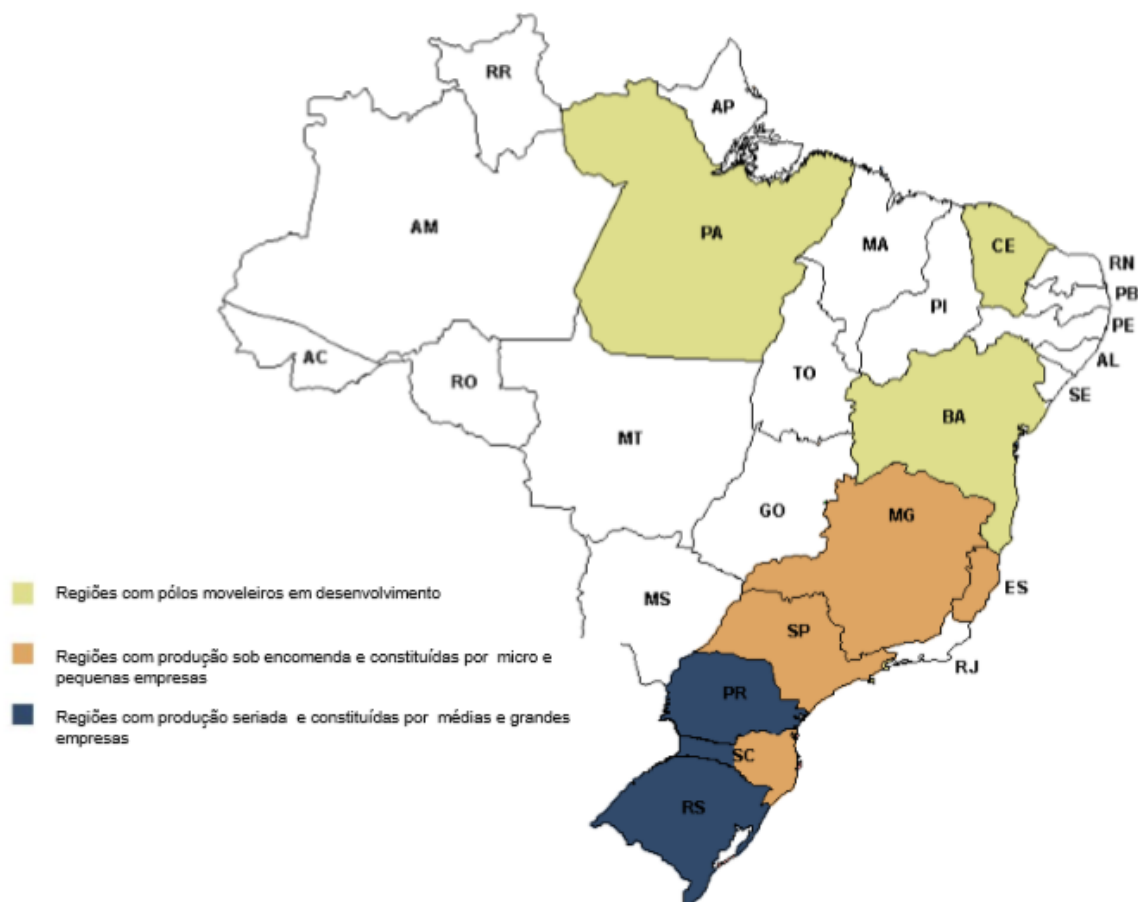 RR
AP
AM
PA
MA
CE
RN
PB
PI
PE
AC
AL
TO
RO
SE
BA
MT
GO
MG
ES
MS
SP
RJ
PR
SC
RS
Regiões com pólos moveleiros em desenvolvimento
Regiões com produção sob encomenda e constituídas por micro e
pequenas empresas
Regiões com produção seriada e constituídas por médias e grandes
empresas